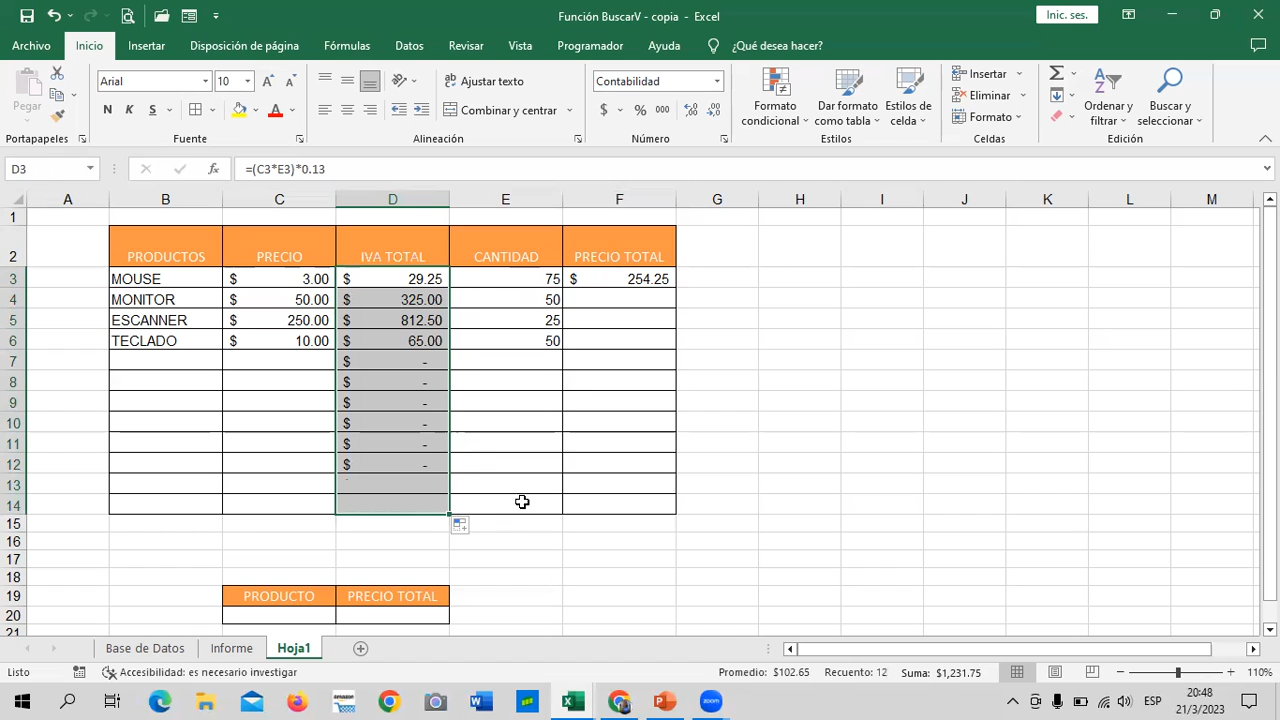 Función BuscarV - copia - Excel
Inic. ses.
Archivo Inicio Insertar Disposición de página Fórmulas Datos Revisar Vista Programador Ayuda ¿Qué desea hacer?
Pegar
Arial 10
Ajustar texto
Contabilidad
Formato condicional
Dar formato como tabla
Estilos de celda
Insertar
Eliminar
Formato
Ordenar y filtrar
Buscar y seleccionar
N K S
Combinar y centrar
$ % 000
Portapapeles Fuente Alineación Número Estilos Celdas Edición
D3 fx =(C3*E3)*0.13
A B C D E F G H I J K L M
1
2 PRODUCTOS PRECIO IVA TOTAL CANTIDAD PRECIO TOTAL
3 MOUSE $ 3.00 $ 29.25 75 $ 254.25
4 MONITOR $ 50.00 $ 325.00 50
5 ESCANNER $ 250.00 $ 812.50 25
6 TECLADO $ 10.00 $ 65.00 50
7 $ -
8 $ -
9 $ -
10 $ -
11 $ -
12 $ -
13
14
15
16
17
18
19 PRODUCTO PRECIO TOTAL
20
21
Base de Datos Informe Hoja1
Listo Accesibilidad: es necesario investigar Promedio: $102.65 Recuento: 12 Suma: $1,231.75 110%
amazon
ESP
20:48
21/3/2023